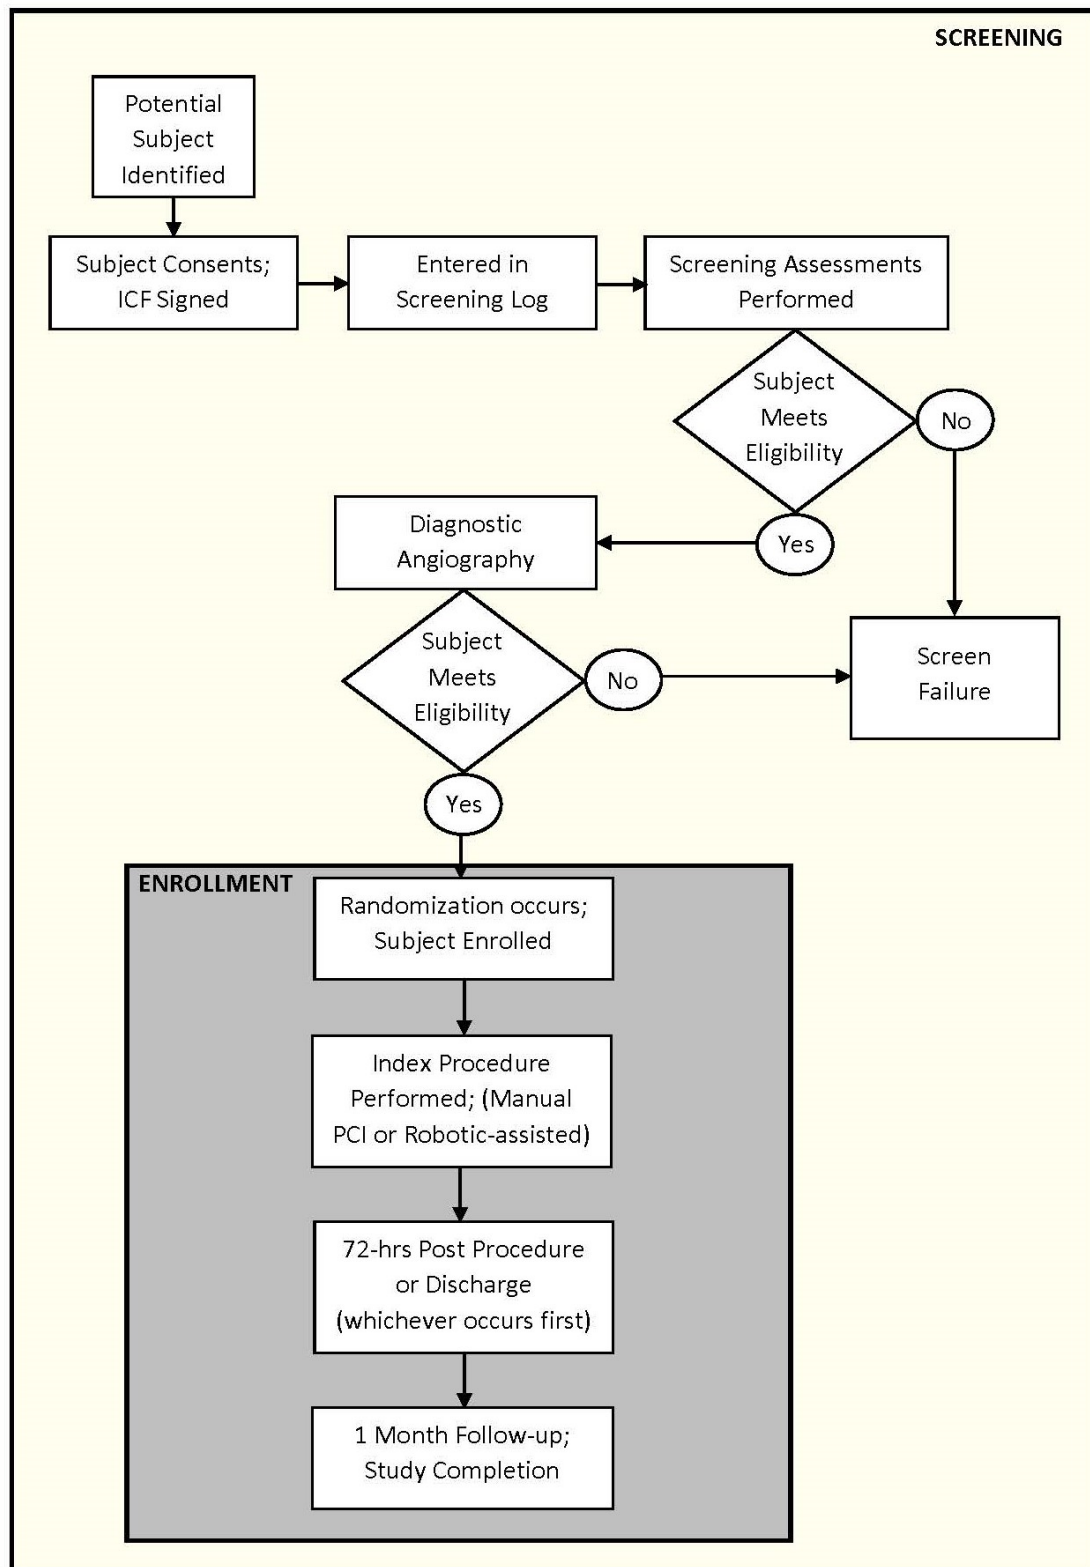 SCREENING
Potential
Subject
Identified
Subject Consents;
ICF Signed
Entered in
Screening Log
Screening Assessments
Performed
Subject
Meets
Eligibility
No
Yes
Diagnostic
Angiography
Subject
Meets
Eligibility
No
Screen
Failure
Yes
ENROLLMENT
Randomization occurs;
Subject Enrolled
Index Procedure
Performed; (Manual
PCI or Robotic-assisted)
72-hrs Post Procedure
or Discharge
(whichever occurs first)
1 Month Follow-up;
Study Completion